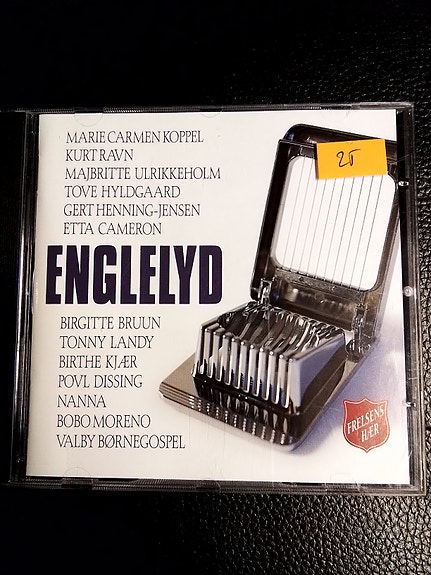 MARIE CARMEN KOPPEL
KURT RAVN
MAJBRITTE ULRIKKEHOLM
TOVE HYLDGAARD
GERT HENNING-JENSEN
ETTA CAMERON
25
ENGLELYD
BIRGITTE BRUUN
TONNY LANDY
BIRTHE KJÆR
POVL DISSING
NANNA
BOBO MORENO
VALBY BØRNEGOSPEL
FRELSENS
HÆR